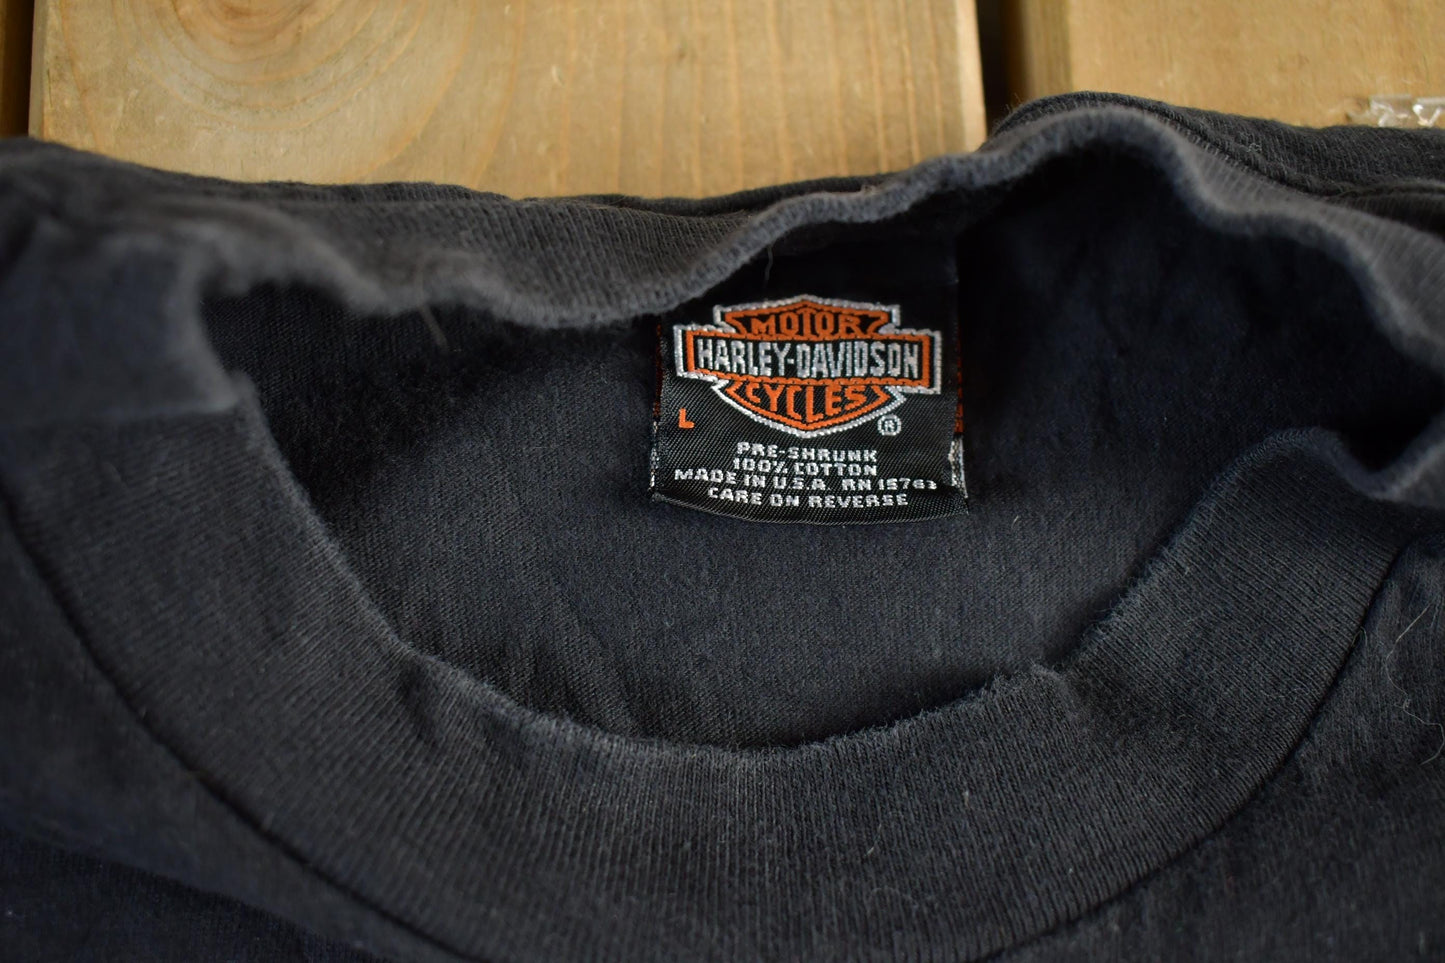 MOTOR
HARLEY-DAVIDSON
CYCLES
®
L
PRE-SHRUNK
100% COTTON
MADE IN U.S.A. RN 15763
CARE ON REVERSE